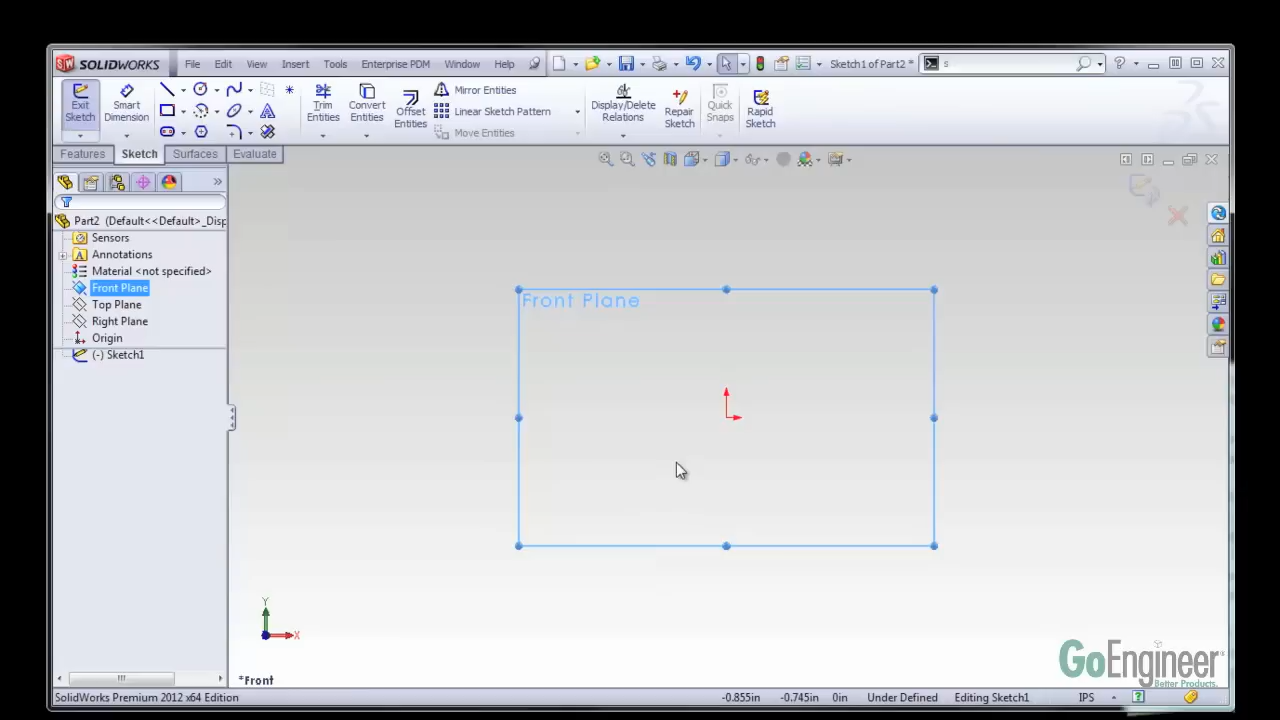 SOLIDWORKS File Edit View Insert Tools Enterprise PDM Window Help Sketch1 of Part2 * s
Exit Sketch
Smart Dimension
Trim Entities
Convert Entities
Offset Entities
Mirror Entities
Linear Sketch Pattern
Move Entities
Display/Delete Relations
Repair Sketch
Quick Snaps
Rapid Sketch
Features Sketch Surfaces Evaluate
Part2 (Default<<Default>_Disp
Sensors
Annotations
Material <not specified>
Front Plane
Top Plane
Right Plane
Origin
(-) Sketch1
Front Plane
Y
X
*Front
GoEngineer
Better Products.
SolidWorks Premium 2012 x64 Edition -0.855in -0.745in 0in Under Defined Editing Sketch1 IPS